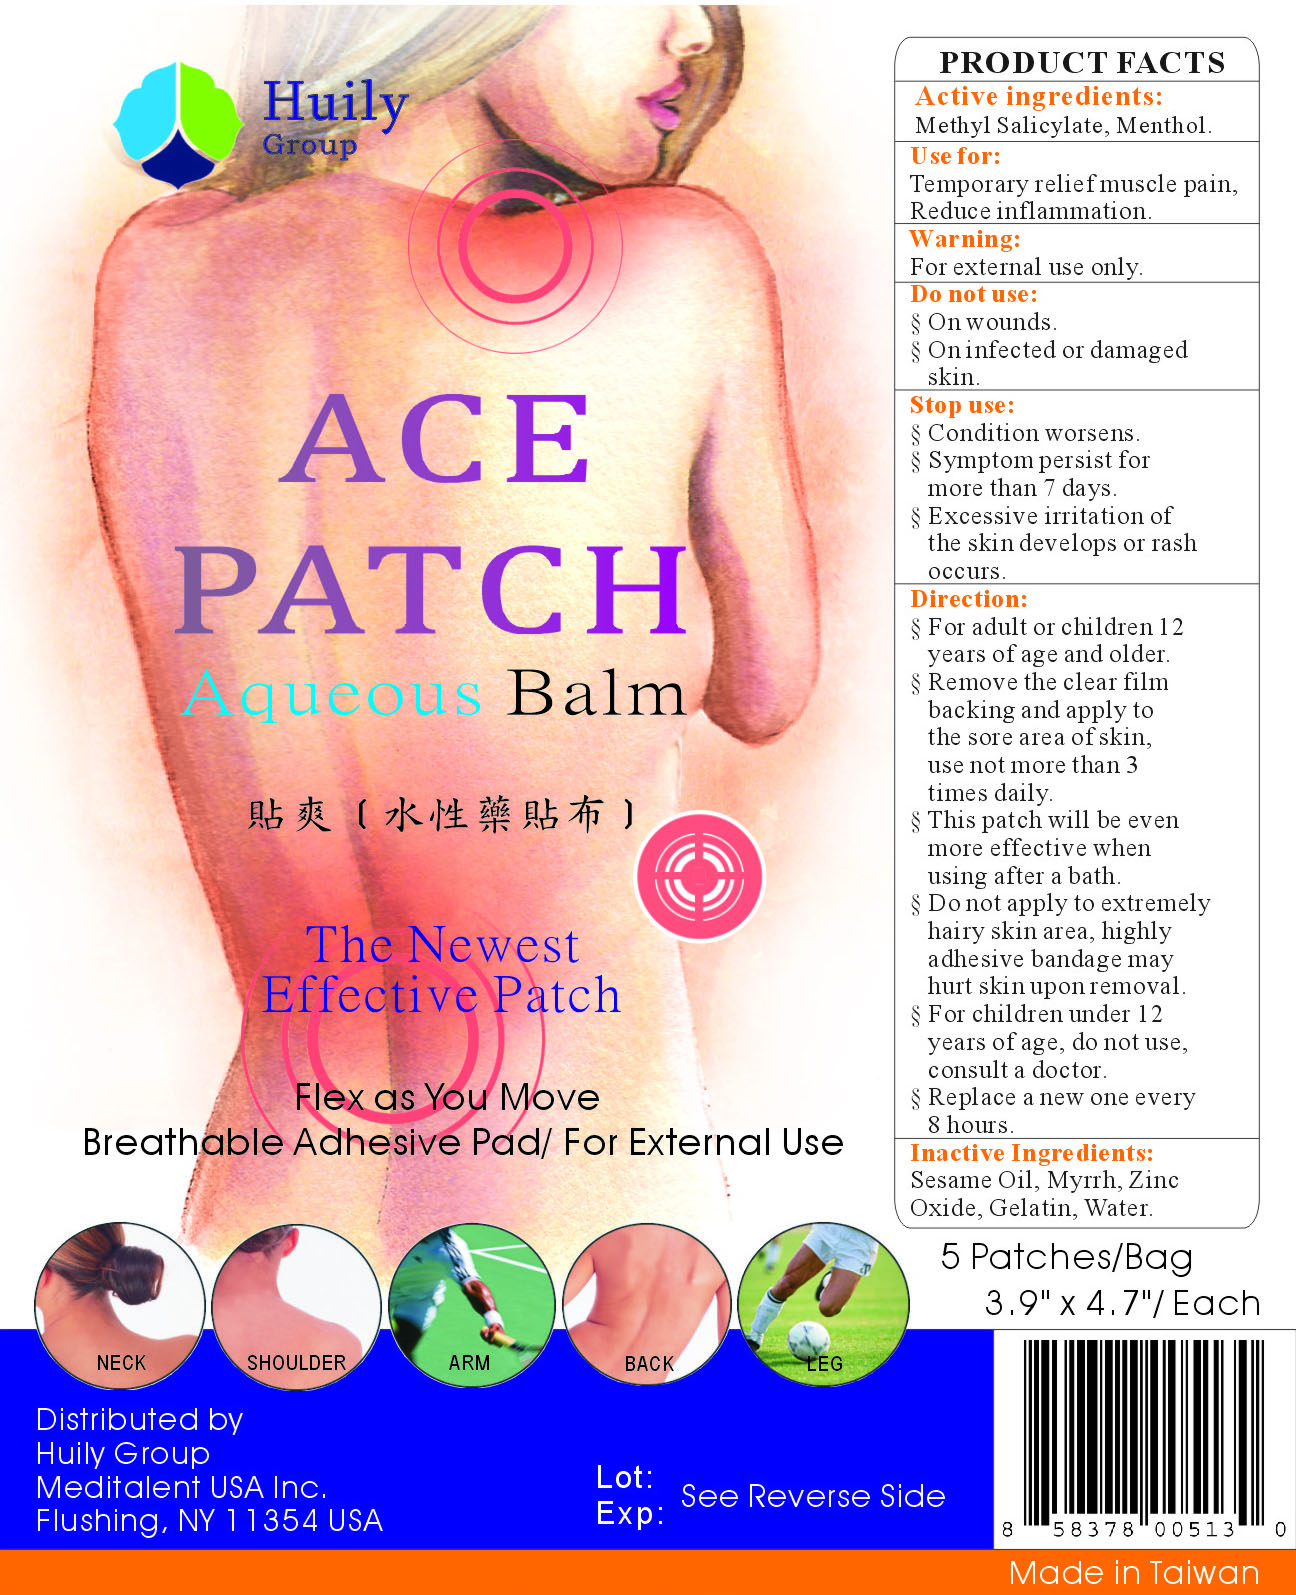 Huily
Group
ACE
PATCH
Aqueous Balm
貼爽〔水性藥貼布〕
The Newest
Effective Patch
Flex as You Move
Breathable Adhesive Pad/ For External Use
NECK
SHOULDER
ARM
BACK
LEG
Distributed by
Huily Group
Meditalent USA Inc.
Flushing, NY 11354 USA
Lot:
Exp:
See Reverse Side
PRODUCT FACTS
Active ingredients:
Methyl Salicylate, Menthol.
Use for:
Temporary relief muscle pain,
Reduce inflammation.
Warning:
For external use only.
Do not use:
§ On wounds.
§ On infected or damaged
skin.
Stop use:
§ Condition worsens.
§ Symptom persist for
more than 7 days.
§ Excessive irritation of
the skin develops or rash
occurs.
Direction:
§ For adult or children 12
years of age and older.
§ Remove the clear film
backing and apply to
the sore area of skin,
use not more than 3
times daily.
§ This patch will be even
more effective when
using after a bath.
§ Do not apply to extremely
hairy skin area, highly
adhesive bandage may
hurt skin upon removal.
§ For children under 12
years of age, do not use,
consult a doctor.
§ Replace a new one every
8 hours.
Inactive Ingredients:
Sesame Oil, Myrrh, Zinc
Oxide, Gelatin, Water.
5 Patches/Bag
3.9" x 4.7"/ Each
8 58378 00513 0
Made in Taiwan